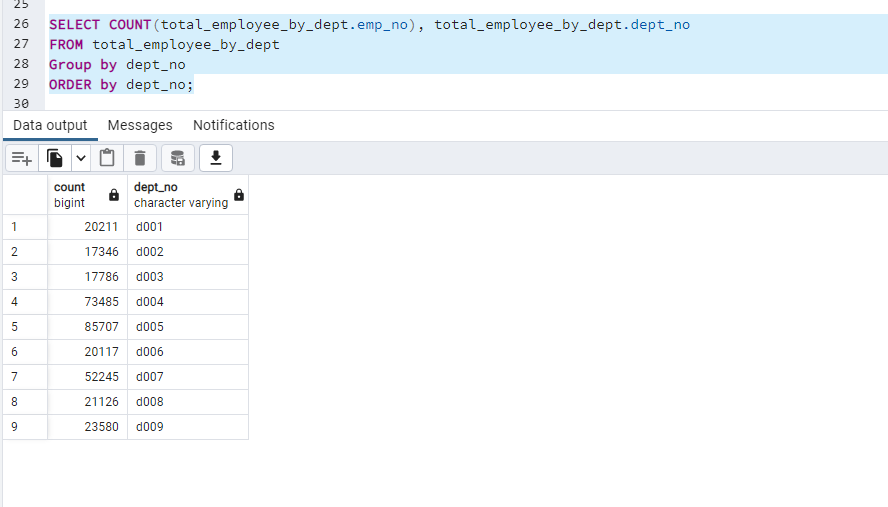 25
26 SELECT COUNT(total_employee_by_dept.emp_no), total_employee_by_dept.dept_no
27 FROM total_employee_by_dept
28 Group by dept_no
29 ORDER by dept_no;
30
Data output Messages Notifications
count dept_no
bigint character varying
1 20211 d001
2 17346 d002
3 17786 d003
4 73485 d004
5 85707 d005
6 20117 d006
7 52245 d007
8 21126 d008
9 23580 d009